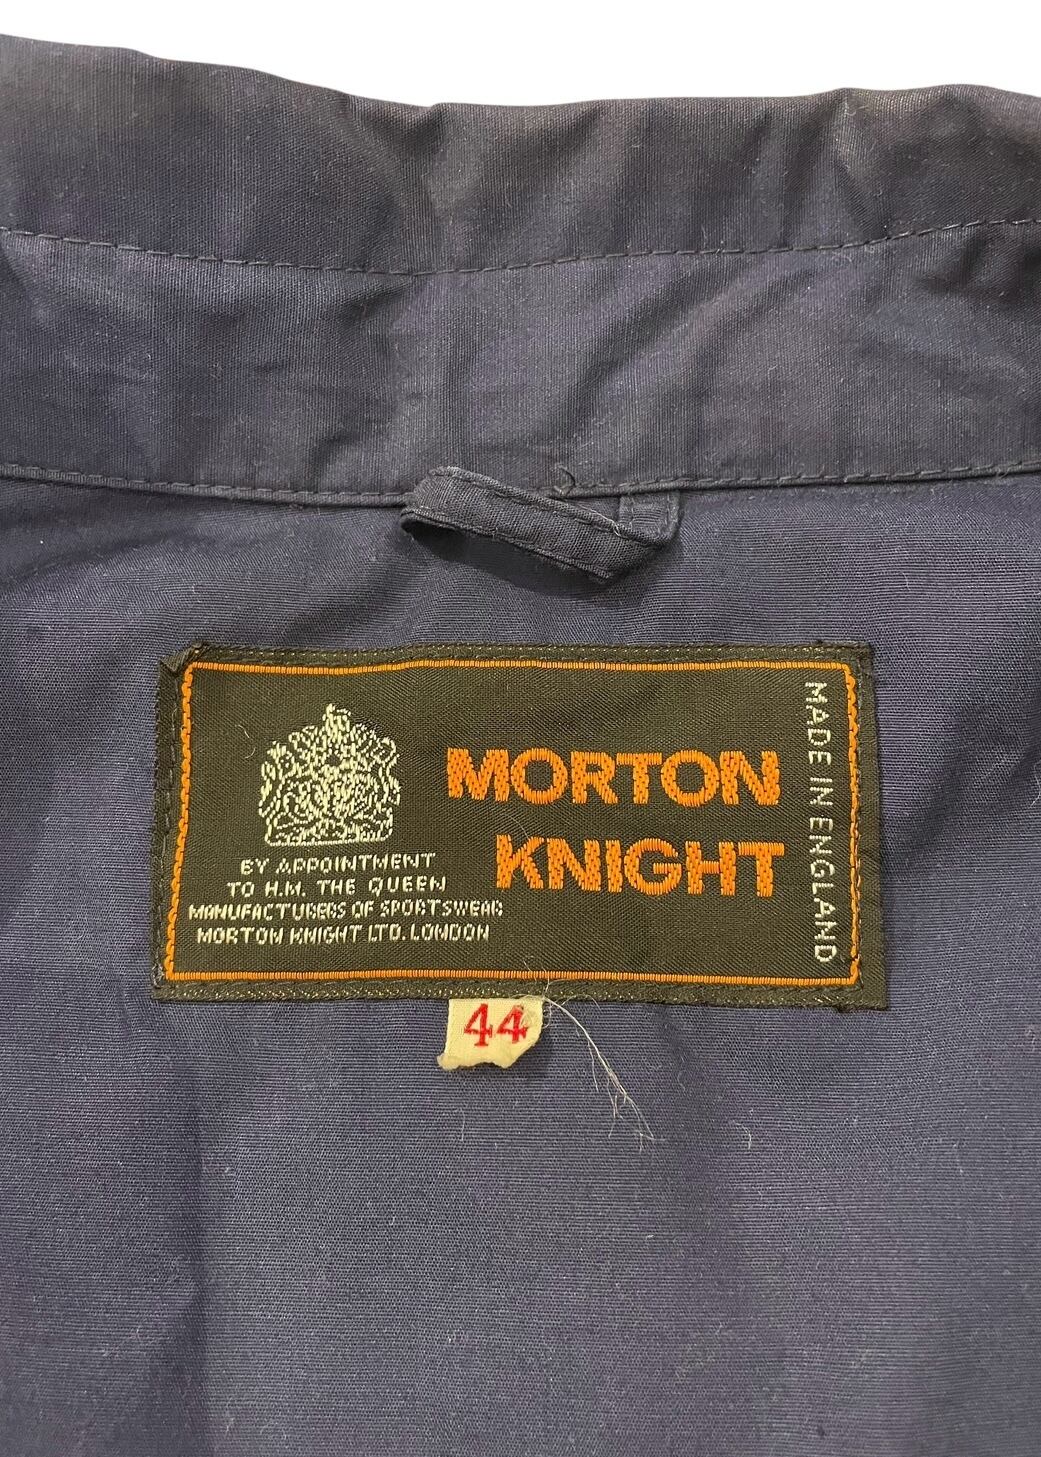 MORTON
KNIGHT
BY APPOINTMENT
TO H.M. THE QUEEN
MANUFACTURERS OF SPORTSWEAR
MORTON KNIGHT LTD. LONDON
MADE IN ENGLAND
44